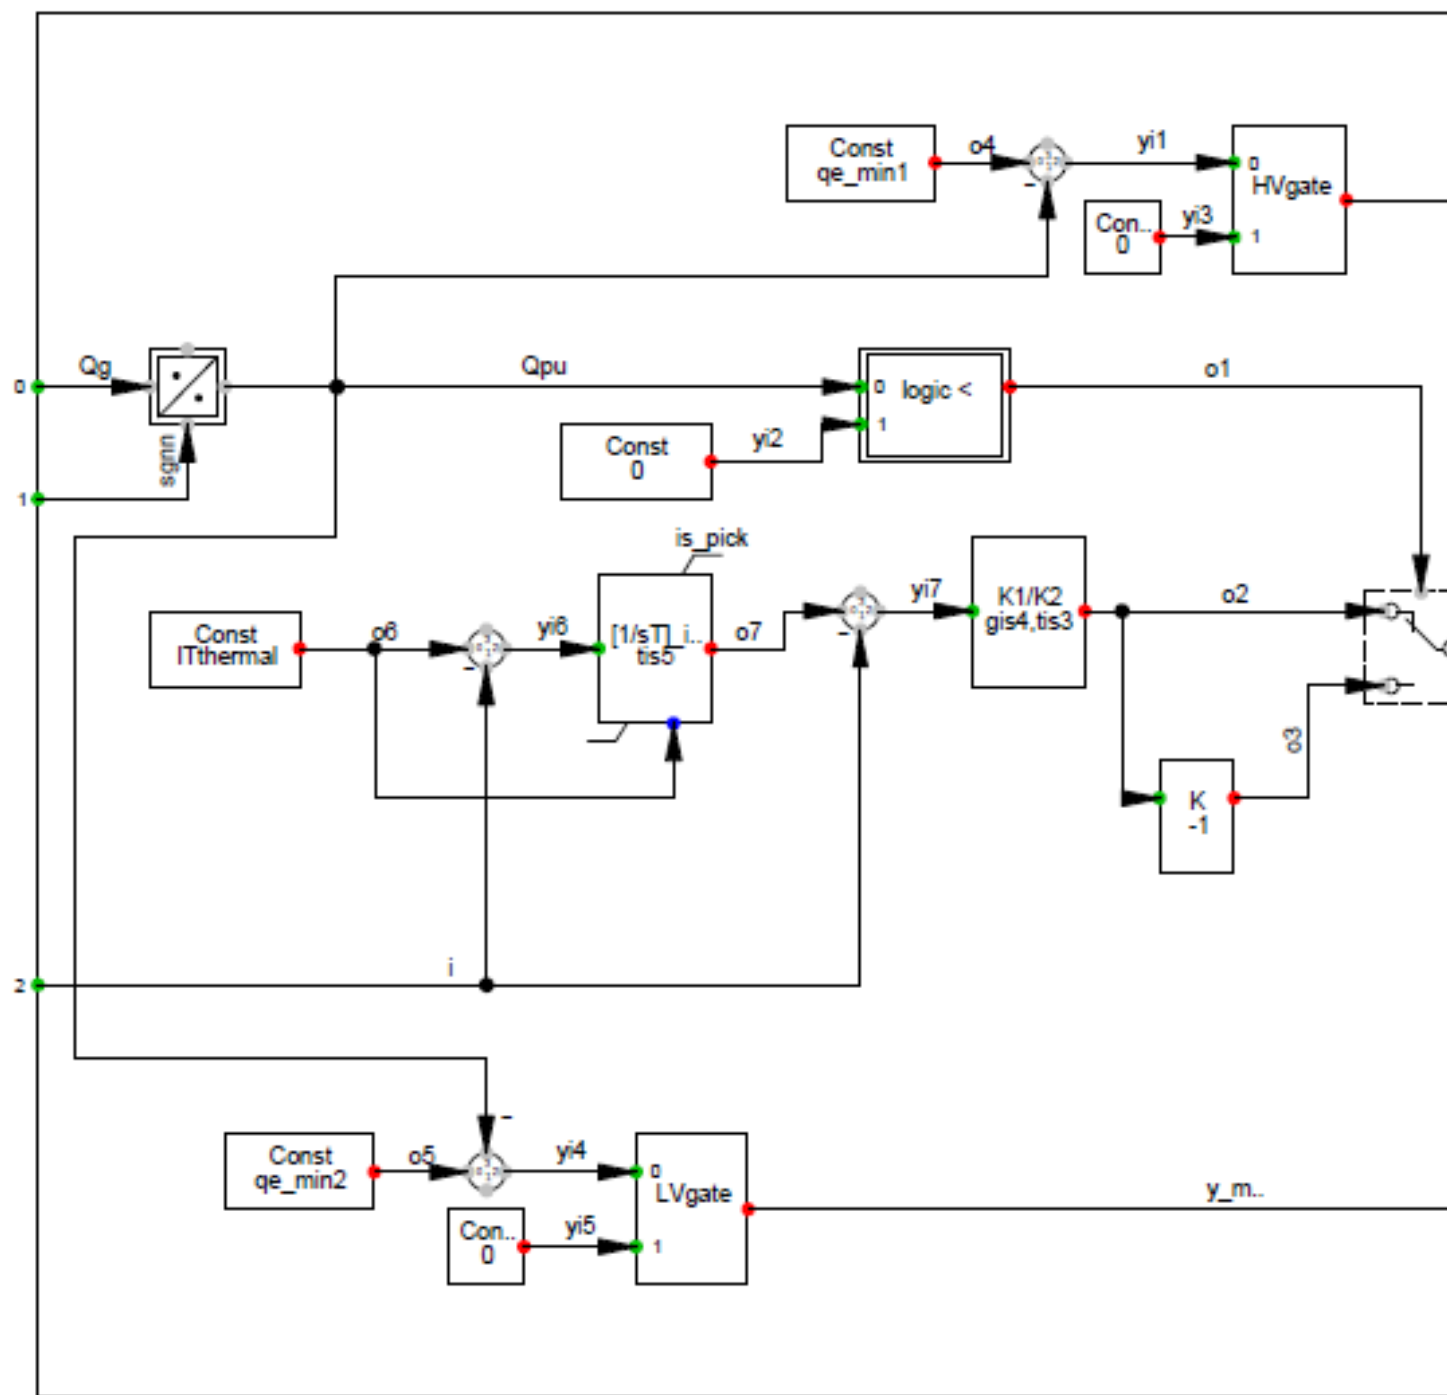 Const
qe_min1
o4
-
yi1
0
HVgate
1
Con..
0
yi3
0
Qg
sgnn
1
Qpu
0
logic <
1
o1
Const
0
yi2
is_pick
Const
ITthermal
o6
-
yi6
[1/sT]_i..
tis5
o7
-
yi7
K1/K2
gis4,tis3
o2
o3
K
-1
2
i
-
Const
qe_min2
o5
yi4
0
LVgate
1
y_m..
Con..
0
yi5